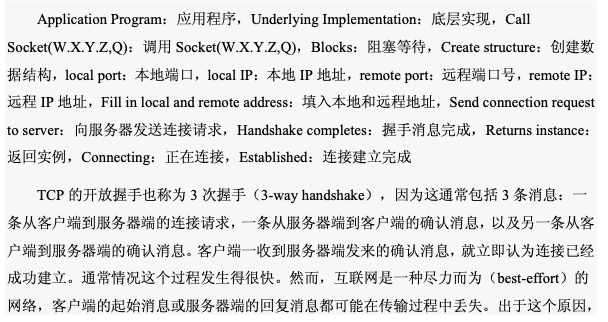 Application Program：应用程序，Underlying Implementation：底层实现，Call
Socket(W.X.Y.Z,Q)：调用 Socket(W.X.Y.Z,Q)，Blocks：阻塞等待，Create structure：创建数
据结构，local port：本地端口，local IP：本地 IP 地址，remote port：远程端口号，remote IP：
远程 IP 地址，Fill in local and remote address：填入本地和远程地址，Send connection request
to server：向服务器发送连接请求，Handshake completes：握手消息完成，Returns instance：
返回实例，Connecting：正在连接，Established：连接建立完成
TCP 的开放握手也称为 3 次握手（3-way handshake），因为这通常包括 3 条消息：一
条从客户端到服务器端的连接请求，一条从服务器端到客户端的确认消息，以及另一条从客
户端到服务器端的确认消息。客户端一收到服务器端发来的确认消息，就立即认为连接已经
成功建立。通常情况这个过程发生得很快。然而，互联网是一种尽力而为（best-effort）的
网络，客户端的起始消息或服务器端的回复消息都可能在传输过程中丢失。出于这个原因，